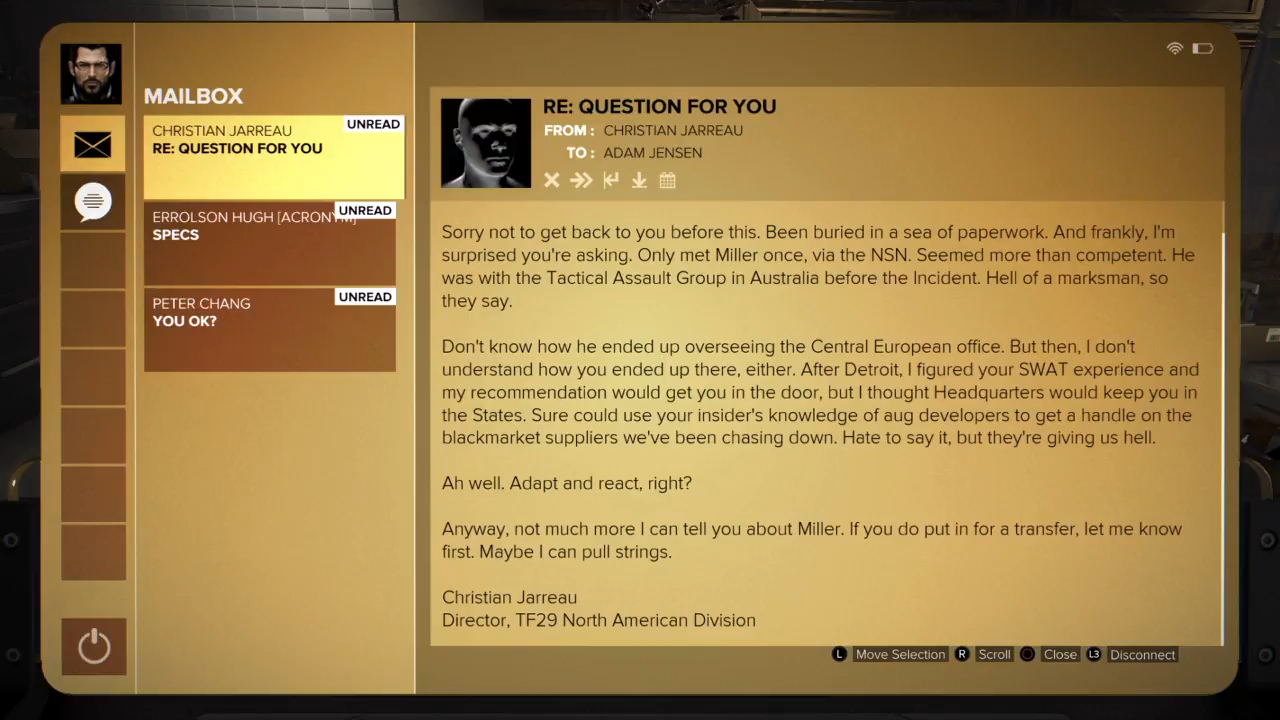 MAILBOX
CHRISTIAN JARREAU
UNREAD
RE: QUESTION FOR YOU
ERROLSON HUGH [ACRONYM]
UNREAD
SPECS
PETER CHANG
UNREAD
YOU OK?
RE: QUESTION FOR YOU
FROM : CHRISTIAN JARREAU
TO : ADAM JENSEN
Sorry not to get back to you before this. Been buried in a sea of paperwork. And frankly, I'm
surprised you're asking. Only met Miller once, via the NSN. Seemed more than competent. He
was with the Tactical Assault Group in Australia before the Incident. Hell of a marksman, so
they say.
Don't know how he ended up overseeing the Central European office. But then, I don't
understand how you ended up there, either. After Detroit, I figured your SWAT experience and
my recommendation would get you in the door, but I thought Headquarters would keep you in
the States. Sure could use your insider's knowledge of aug developers to get a handle on the
blackmarket suppliers we've been chasing down. Hate to say it, but they're giving us hell.
Ah well. Adapt and react, right?
Anyway, not much more I can tell you about Miller. If you do put in for a transfer, let me know
first. Maybe I can pull strings.
Christian Jarreau
Director, TF29 North American Division
L Move Selection R Scroll Close L3 Disconnect